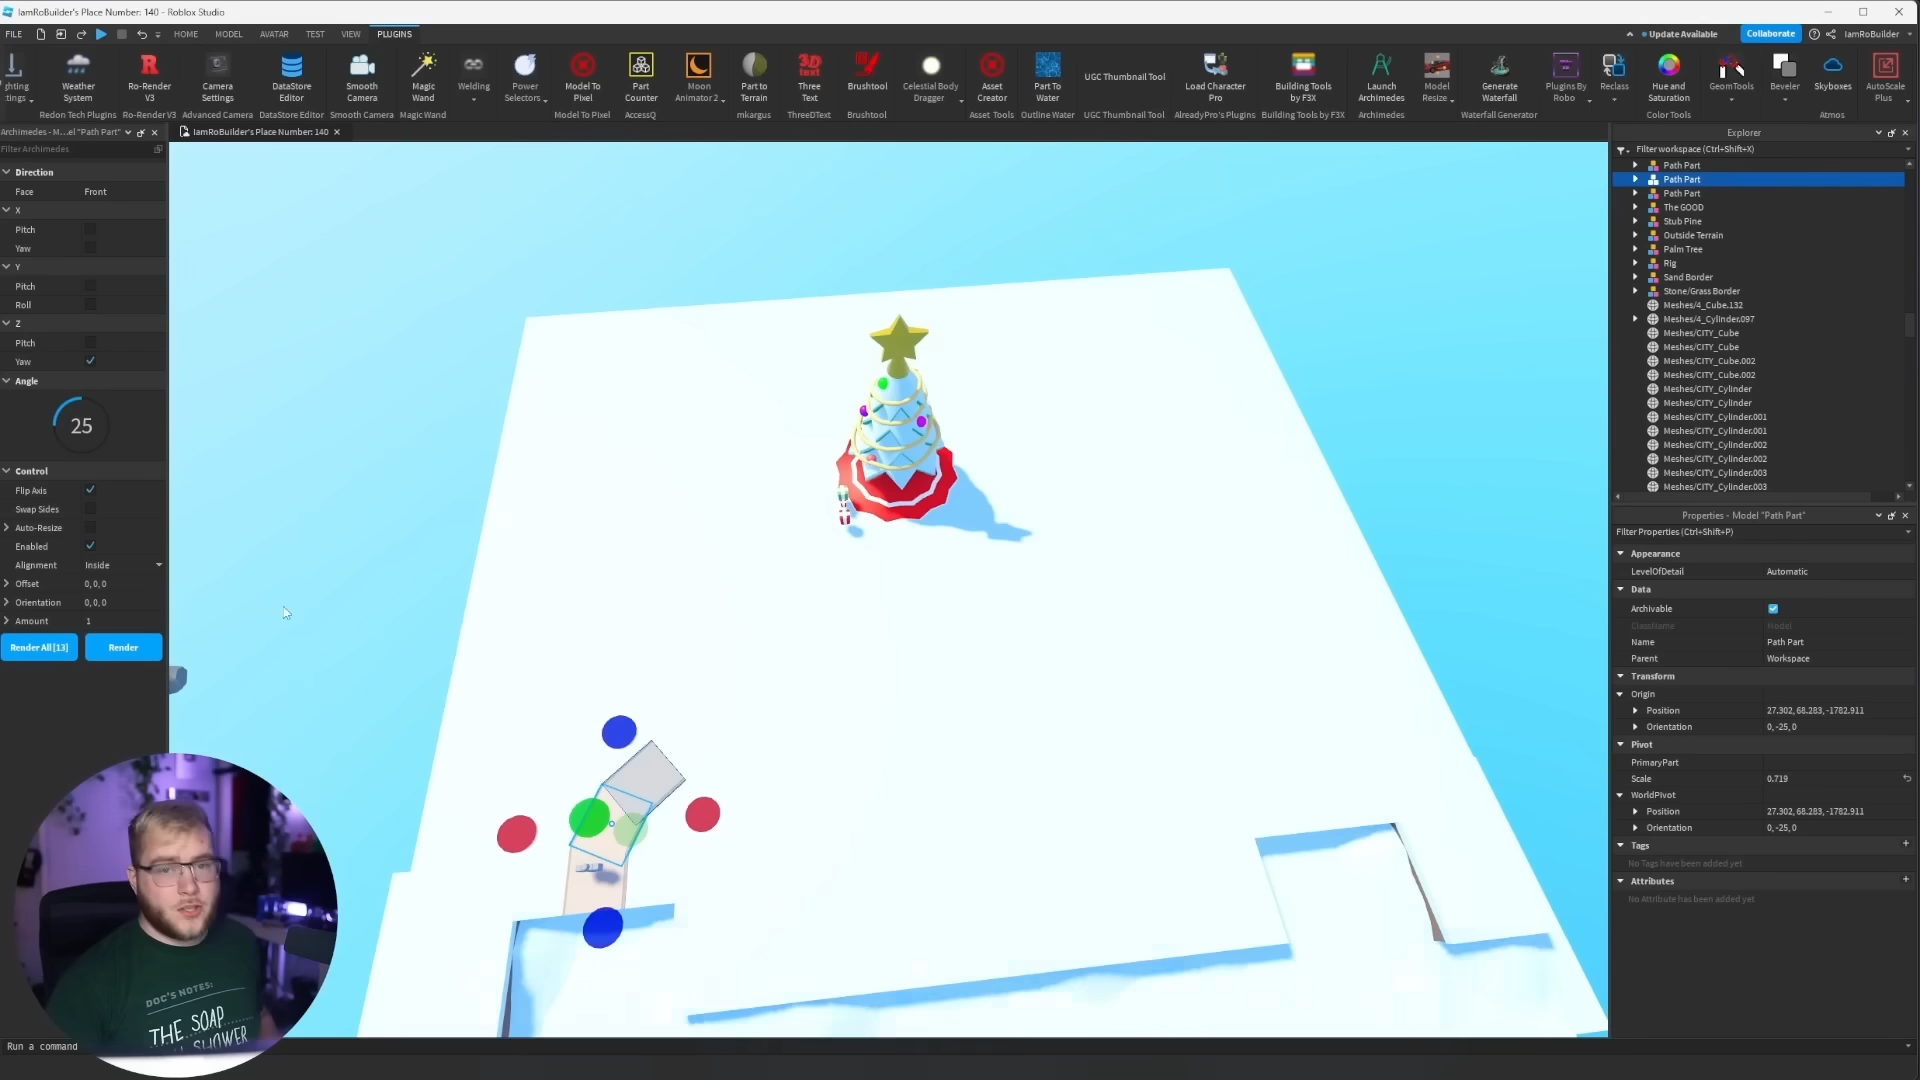 IamRoBuilder's Place Number: 140 - Roblox Studio
FILE HOME MODEL AVATAR TEST VIEW PLUGINS
Update Available Collaborate IamRoBuilder
Weather System
Ro-Render V3
Camera Settings
DataStore Editor
Smooth Camera
Magic Wand
Welding
Power Selectors
Model To Pixel
Part Counter
Moon Animator 2
Part to Terrain
Three Text
3D text
Brushtool
Celestial Body Dragger
Asset Creator
Part To Water
UGC Thumbnail Tool
Load Character Pro
Building Tools by F3X
Launch Archimedes
Model Resize
Generate Waterfall
Plugins By Robo
Reclass
Hue and Saturation
GeomTools
Beveler
Skyboxes
AutoScale Plus
Redon Tech Plugins Ro-Render V3 Advanced Camera DataStore Editor Smooth Camera Magic Wand Model To Pixel AccessQ mkargus ThreeDText Brushtool Asset Tools Outline Water UGC Thumbnail Tool AlreadyPro's Plugins Building Tools by F3X Archimedes Waterfall Generator Color Tools Atmos
Archimedes - M...el "Path Part"
IamRoBuilder's Place Number: 140
Filter Archimedes
Direction
Face Front
X
Pitch
Yaw
Y
Pitch
Roll
Z
Pitch
Yaw
Angle
25
Control
Flip Axis
Swap Sides
Auto-Resize
Enabled
Alignment Inside
Offset 0, 0, 0
Orientation 0, 0, 0
Amount 1
Render All [13] Render
DOC'S NOTES:
THE SOAP
Run a command
Explorer
Filter workspace (Ctrl+Shift+X)
Path Part
Path Part
Path Part
The GOOD
Stub Pine
Outside Terrain
Palm Tree
Rig
Sand Border
Stone/Grass Border
Meshes/4_Cube.132
Meshes/4_Cylinder.097
Meshes/CITY_Cube
Meshes/CITY_Cube
Meshes/CITY_Cube.002
Meshes/CITY_Cube.002
Meshes/CITY_Cylinder
Meshes/CITY_Cylinder
Meshes/CITY_Cylinder.001
Meshes/CITY_Cylinder.001
Meshes/CITY_Cylinder.002
Meshes/CITY_Cylinder.002
Meshes/CITY_Cylinder.003
Meshes/CITY_Cylinder.003
Properties - Model "Path Part"
Filter Properties (Ctrl+Shift+P)
Appearance
LevelOfDetail Automatic
Data
Archivable
ClassName Model
Name Path Part
Parent Workspace
Transform
Origin
Position 27.302, 68.283, -1782.911
Orientation 0, -25, 0
Pivot
PrimaryPart
Scale 0.719
WorldPivot
Position 27.302, 68.283, -1782.911
Orientation 0, -25, 0
Tags
No Tags have been added yet
Attributes
No Attribute has been added yet